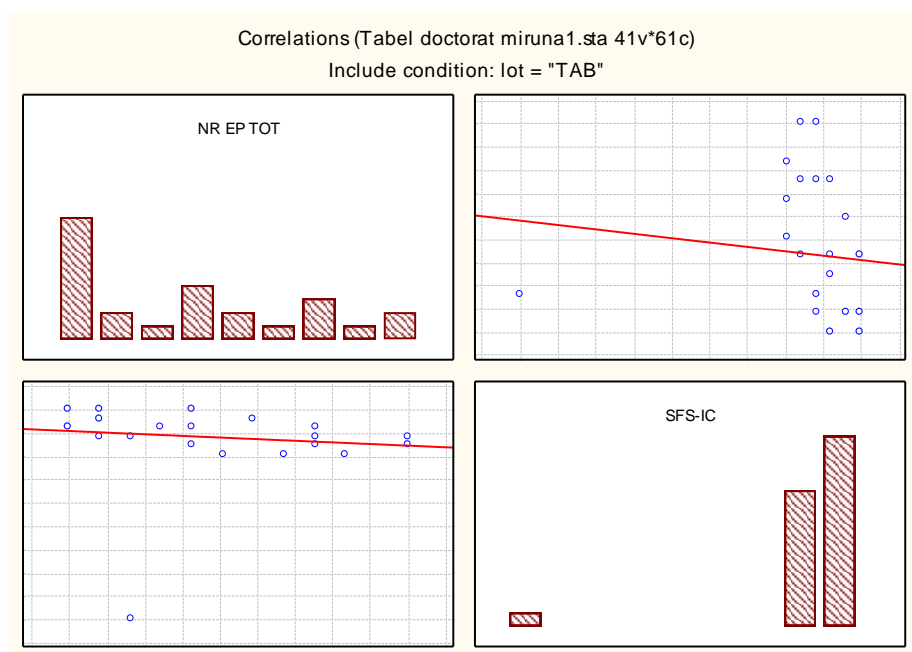 Correlations (Tabel doctorat miruna1.sta 41v*61c)
Include condition: lot = "TAB"
NR EP TOT
SFS-IC